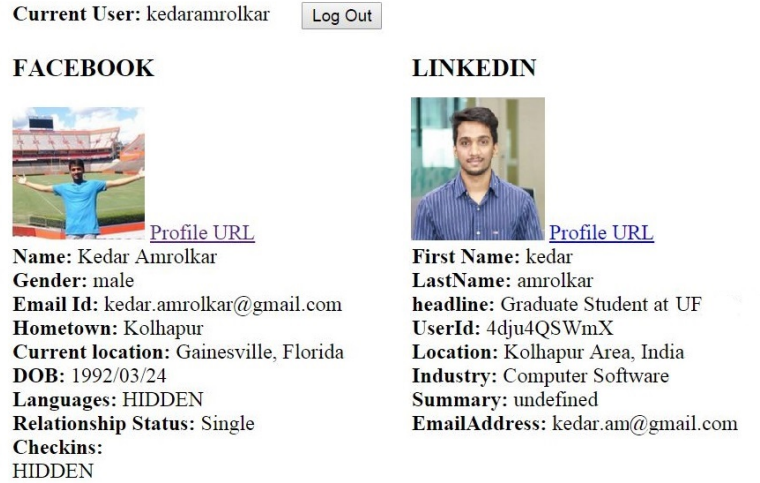 Current User: kedaramrolkar Log Out
FACEBOOK
Profile URL
Name: Kedar Amrolkar
Gender: male
Email Id: kedar.amrolkar@gmail.com
Hometown: Kolhapur
Current location: Gainesville, Florida
DOB: 1992/03/24
Languages: HIDDEN
Relationship Status: Single
Checkins:
HIDDEN
LINKEDIN
Profile URL
First Name: kedar
LastName: amrolkar
headline: Graduate Student at UF
UserId: 4dju4QSWmX
Location: Kolhapur Area, India
Industry: Computer Software
Summary: undefined
EmailAddress: kedar.am@gmail.com